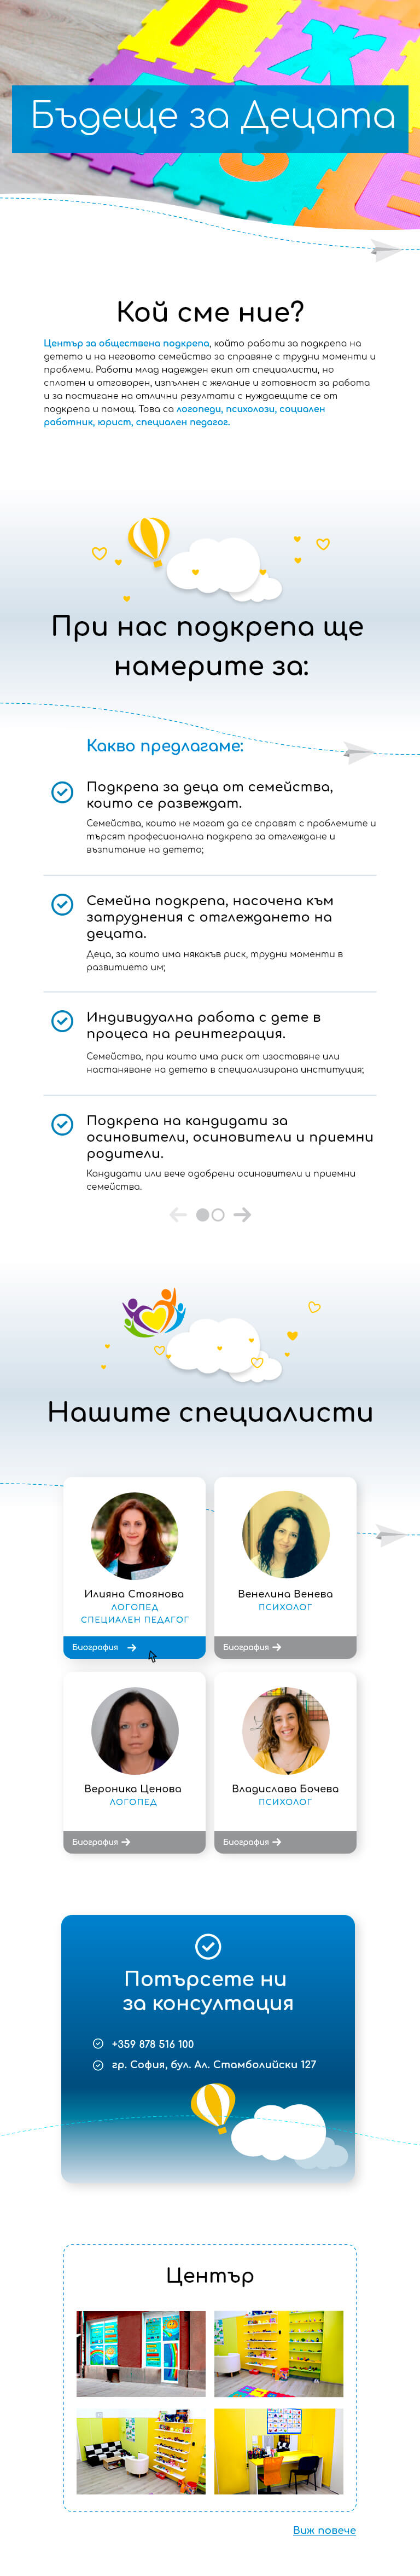 Бъдеще за Децата
Кой сме ние?
Център за обществена подкрепа, който работи за подкрепа на
детето и на неговото семейство за справяне с трудни моменти и
проблеми. Работи млад надежден екип от специалисти, но
сплотен и отговорен, изпълнен с желание и готовност за работа
и за постигане на отлични резултати с нуждаещите се от
подкрепа и помощ. Това са логопеди, психолози, социален
работник, юрист, специален педагог.
При нас подкрепа ще
намерите за:
Какво предлагаме:
Подкрепа за деца от семейства,
които се развеждат.
Семейства, които не могат да се справят с проблемите и
търсят професионална подкрепа за отглеждане и
възпитание на детето;
Семейна подкрепа, насочена към
затруднения с отглеждането на
децата.
Деца, за които има някакъв риск, трудни моменти в
развитието им;
Индивидуална работа с дете в
процеса на реинтеграция.
Семейства, при които има риск от изоставяне или
настаняване на детето в специализирана институция;
Подкрепа на кандидати за
осиновители, осиновители и приемни
родители.
Кандидати или вече одобрени осиновители и приемни
семейства.
Нашите специалисти
Илияна Стоянова
ЛОГОПЕД
СПЕЦИАЛЕН ПЕДАГОГ
Биография
Венелина Венева
ПСИХОЛОГ
Биография
Вероника Ценова
ЛОГОПЕД
Биография
Владислава Бочева
ПСИХОЛОГ
Биография
Потърсете ни
за консултация
+359 878 516 100
гр. София, бул. Ал. Стамболийски 127
Център
Виж повече